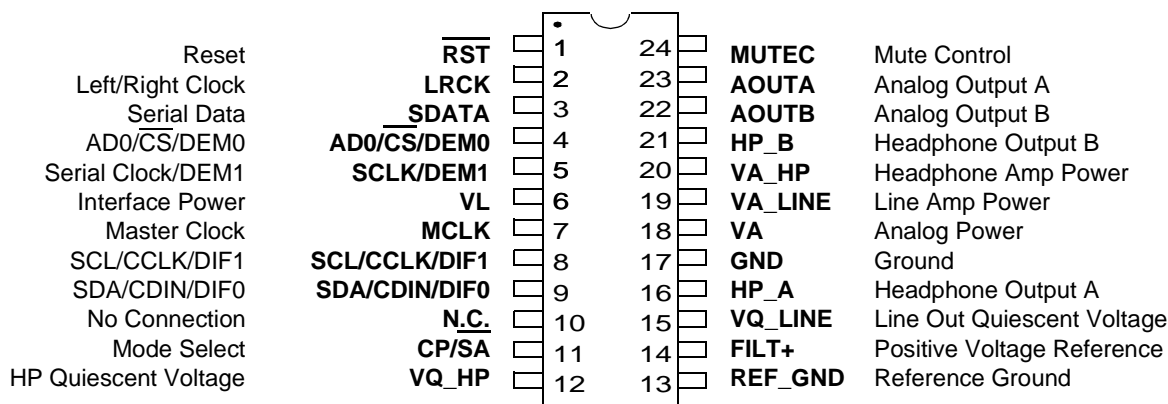 Reset RST 1 24 MUTEC Mute Control
Left/Right Clock LRCK 2 23 AOUTA Analog Output A
Serial Data SDATA 3 22 AOUTB Analog Output B
AD0/CS/DEM0 AD0/CS/DEM0 4 21 HP_B Headphone Output B
Serial Clock/DEM1 SCLK/DEM1 5 20 VA_HP Headphone Amp Power
Interface Power VL 6 19 VA_LINE Line Amp Power
Master Clock MCLK 7 18 VA Analog Power
SCL/CCLK/DIF1 SCL/CCLK/DIF1 8 17 GND Ground
SDA/CDIN/DIF0 SDA/CDIN/DIF0 9 16 HP_A Headphone Output A
No Connection N.C. 10 15 VQ_LINE Line Out Quiescent Voltage
Mode Select CP/SA 11 14 FILT+ Positive Voltage Reference
HP Quiescent Voltage VQ_HP 12 13 REF_GND Reference Ground